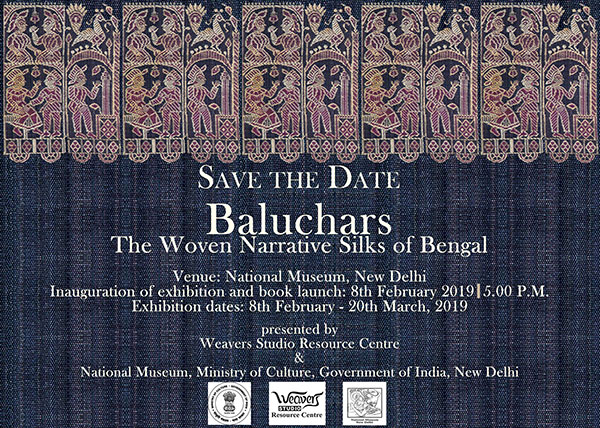 SAVE THE DATE
Baluchars
The Woven Narrative Silks of Bengal
Venue: National Museum, New Delhi
Inauguration of exhibition and book launch: 8th February 2019|5.00 P.M.
Exhibition dates: 8th February - 20th March, 2019
presented by
Weavers Studio Resource Centre
&
National Museum, Ministry of Culture, Government of India, New Delhi
Weavers
STUDIO
Resource Centre